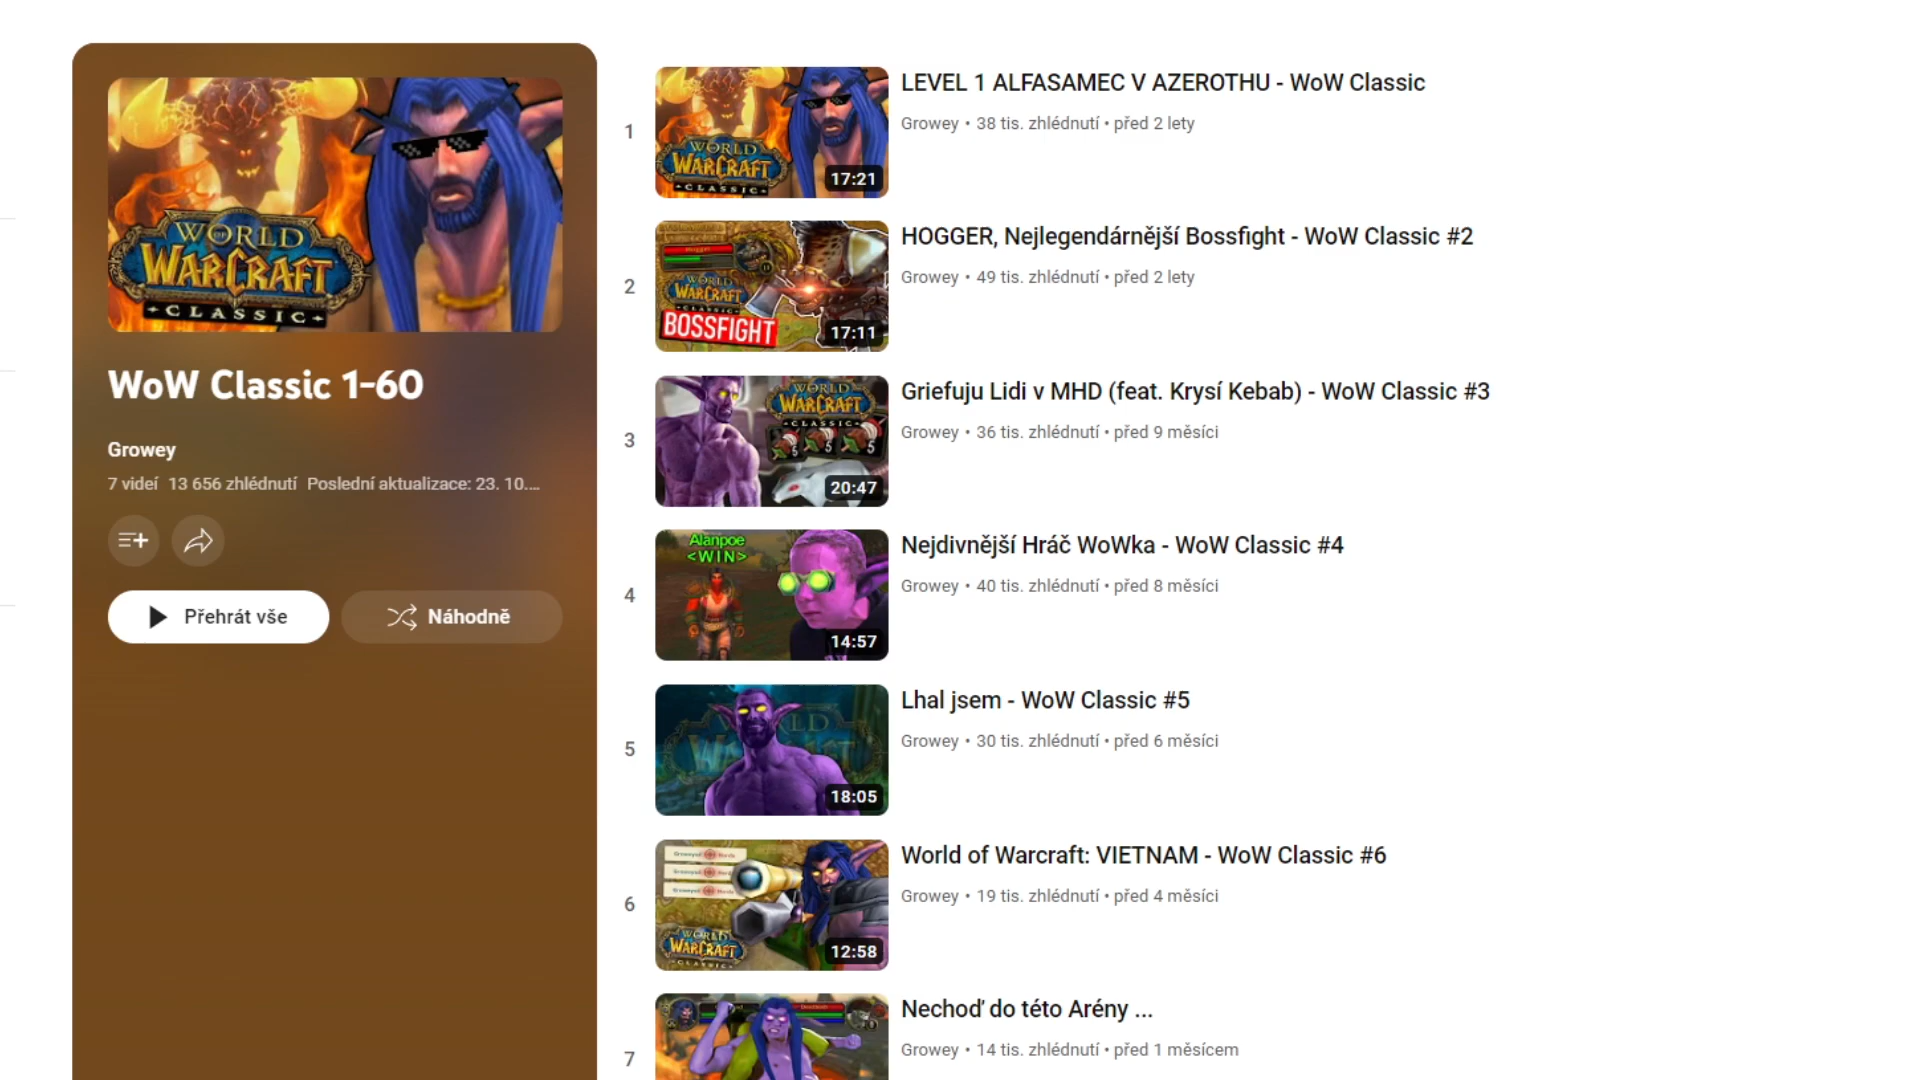 WORLD
OF
WARCRAFT
CLASSIC
WoW Classic 1-60
Growey
7 videí 13 656 zhlédnutí Poslední aktualizace: 23. 10....
Přehrát vše
Náhodně
1
WORLD
WARCRAFT
CLASSIC
17:21
LEVEL 1 ALFASAMEC V AZEROTHU - WoW Classic
Growey • 38 tis. zhlédnutí • před 2 lety
2
Hogger
WORLD
WARCRAFT
CLASSIC
BOSSFIGHT
17:11
HOGGER, Nejlegendárnější Bossfight - WoW Classic #2
Growey • 49 tis. zhlédnutí • před 2 lety
3
WORLD
WARCRAFT
CLASSIC
5 5 5
20:47
Griefuju Lidi v MHD (feat. Krysí Kebab) - WoW Classic #3
Growey • 36 tis. zhlédnutí • před 9 měsíci
4
Alanpoe
<WIN>
14:57
Nejdivnější Hráč WoWka - WoW Classic #4
Growey • 40 tis. zhlédnutí • před 8 měsíci
5
18:05
Lhal jsem - WoW Classic #5
Growey • 30 tis. zhlédnutí • před 6 měsíci
6
WORLD
WARCRAFT
CLASSIC
12:58
World of Warcraft: VIETNAM - WoW Classic #6
Growey • 19 tis. zhlédnutí • před 4 měsíci
7
Nechoď do této Arény ...
Growey • 14 tis. zhlédnutí • před 1 měsícem